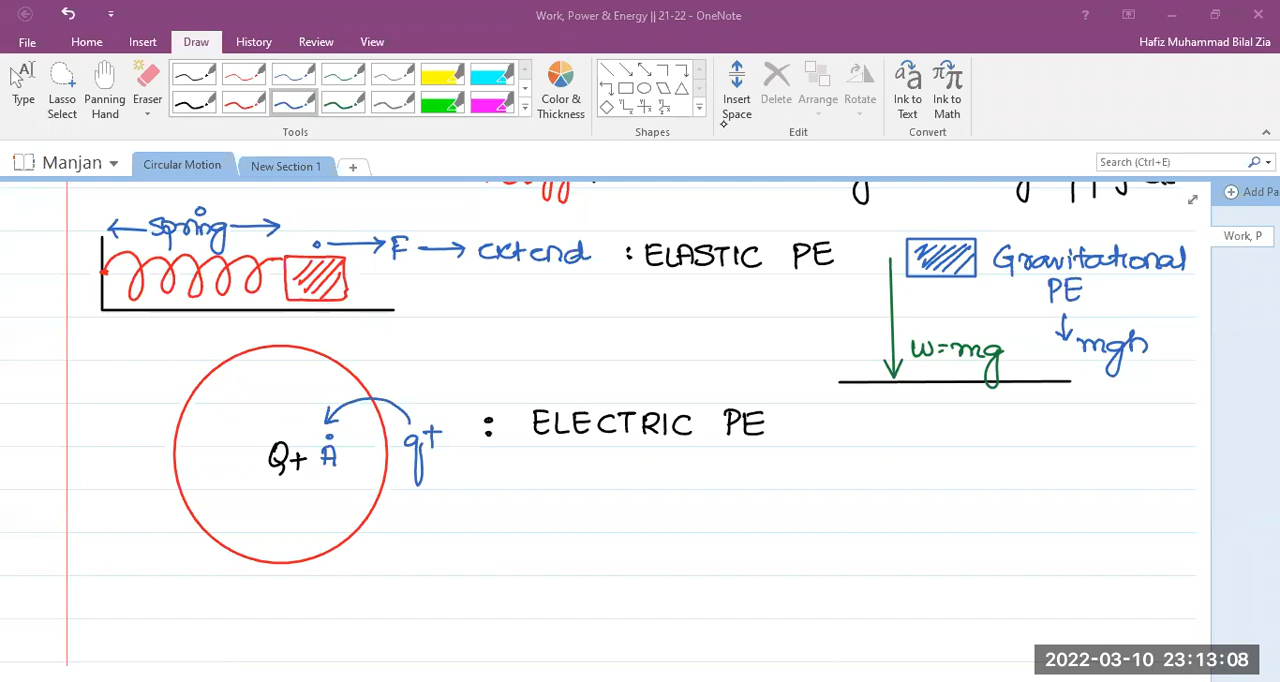 Work, Power & Energy || 21-22 - OneNote
File Home Insert Draw History Review View Hafiz Muhammad Bilal Zia
Type Lasso Select Panning Hand Eraser Color & Thickness Insert Space Delete Arrange Rotate Ink to Text Ink to Math
Tools Shapes Edit Convert
Manjan Circular Motion New Section 1 Search (Ctrl+E)
Add Pa
Work, P
Spring
F → extend : ELASTIC PE
Gravitational
PE
W=mg
mgh
Q+ A q+ : ELECTRIC PE
2022-03-10 23:13:08